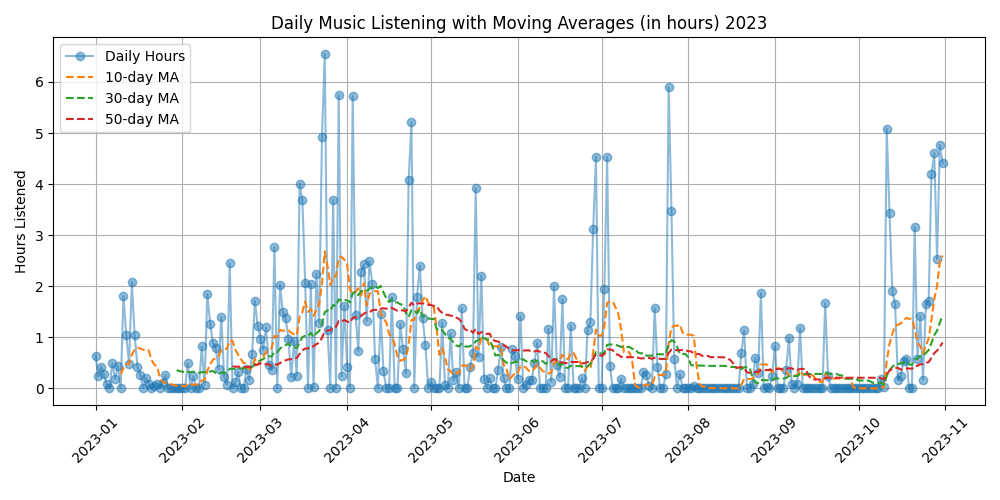 Daily Music Listening with Moving Averages (in hours) 2023
Daily Hours
10-day MA
30-day MA
50-day MA
Hours Listened
6
5
4
3
2
1
0
2023-01
2023-02
2023-03
2023-04
2023-05
2023-06
2023-07
2023-08
2023-09
2023-10
2023-11
Date